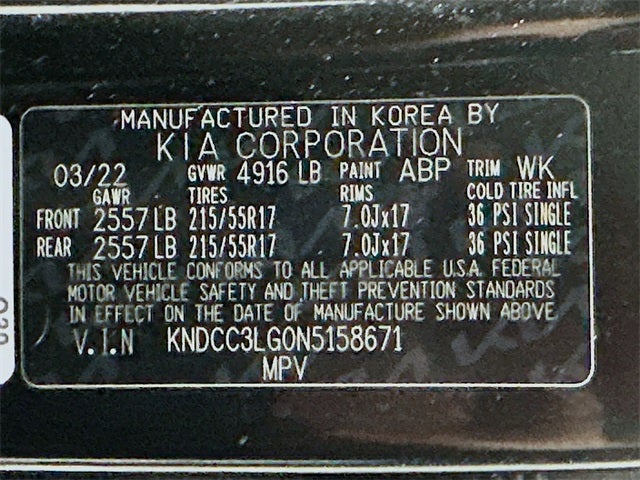 MANUFACTURED IN KOREA BY
KIA CORPORATION
03/22 GVWR 4916 LB PAINT ABP TRIM WK
GAWR TIRES RIMS COLD TIRE INFL
FRONT 2557 LB 215/55R17 7.0Jx17 36 PSI SINGLE
REAR 2557 LB 215/55R17 7.0Jx17 36 PSI SINGLE
THIS VEHICLE CONFORMS TO ALL APPLICABLE U.S.A. FEDERAL
MOTOR VEHICLE SAFETY AND THEFT PREVENTION STANDARDS
IN EFFECT ON THE DATE OF MANUFACTURE SHOWN ABOVE.
V.I.N KNDCC3LG0N5158671
MPV